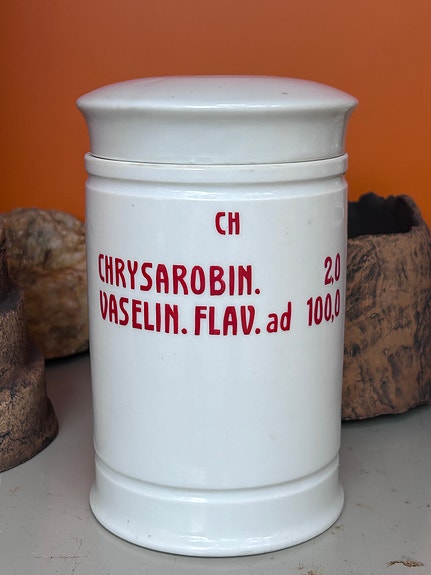 CH
CHRYSAROBIN. 2,0
VASELIN. FLAV. ad 100,0